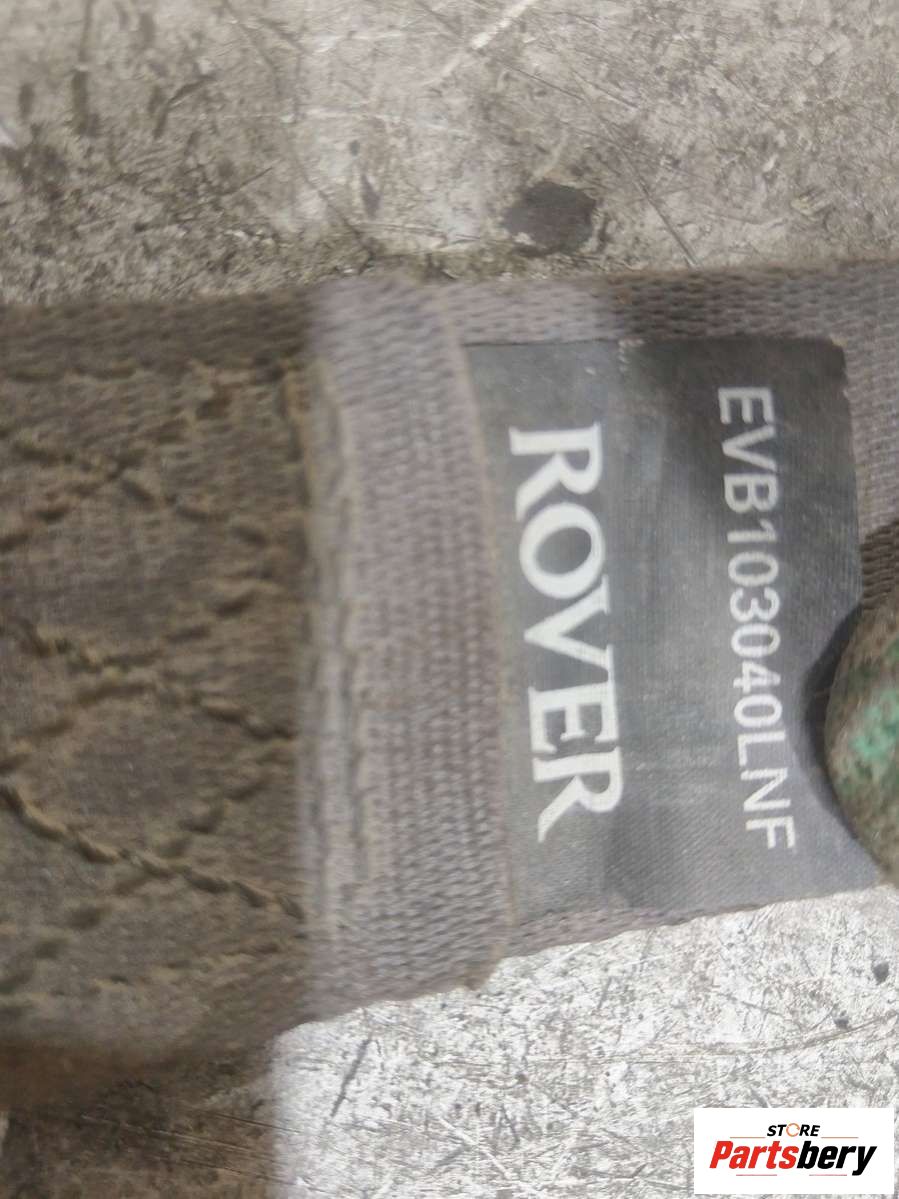 EVB103040LNF
ROVER
STORE
Partsbery